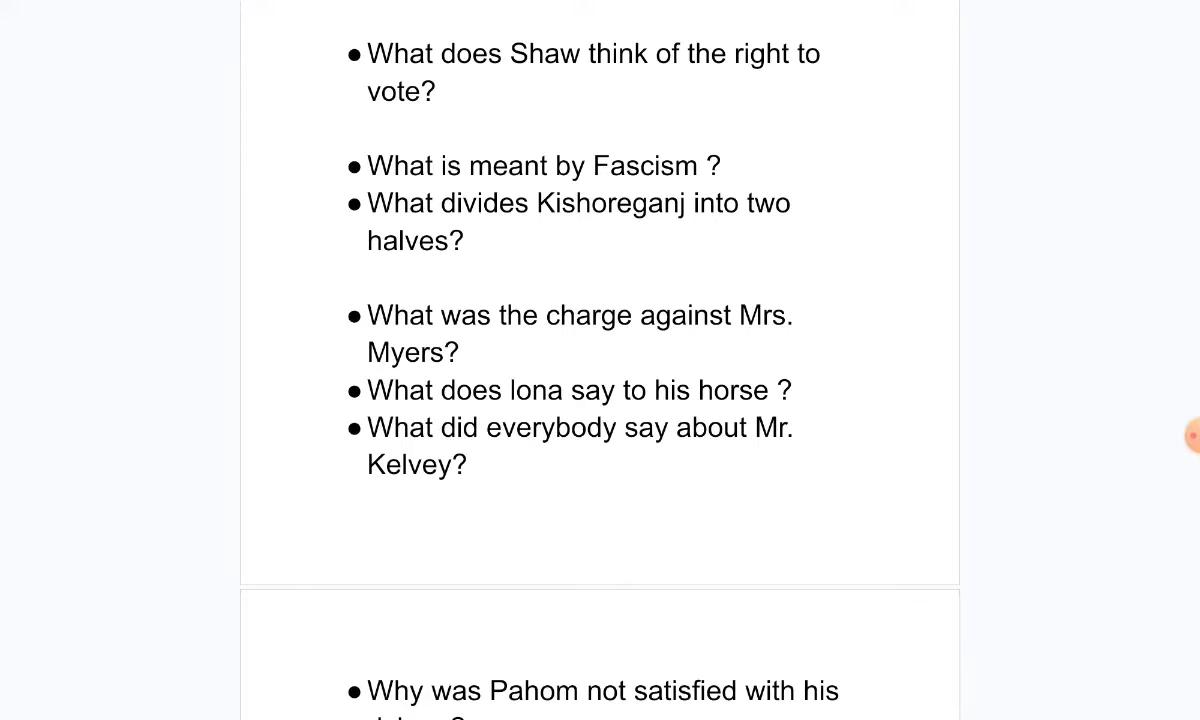 ● What does Shaw think of the right to
vote?
● What is meant by Fascism ?
● What divides Kishoreganj into two
halves?
● What was the charge against Mrs.
Myers?
● What does Iona say to his horse ?
● What did everybody say about Mr.
Kelvey?
● Why was Pahom not satisfied with his